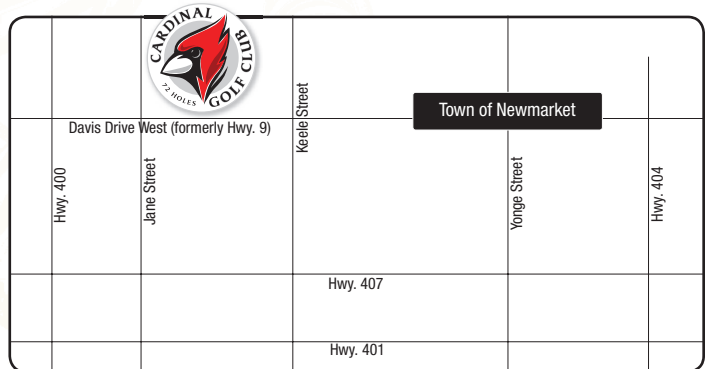 CARDINAL
GOLF CLUB
72 HOLES
Keele Street
Town of Newmarket
Davis Drive West (formerly Hwy. 9)
Hwy. 400
Jane Street
Yonge Street
Hwy. 404
Hwy. 407
Hwy. 401